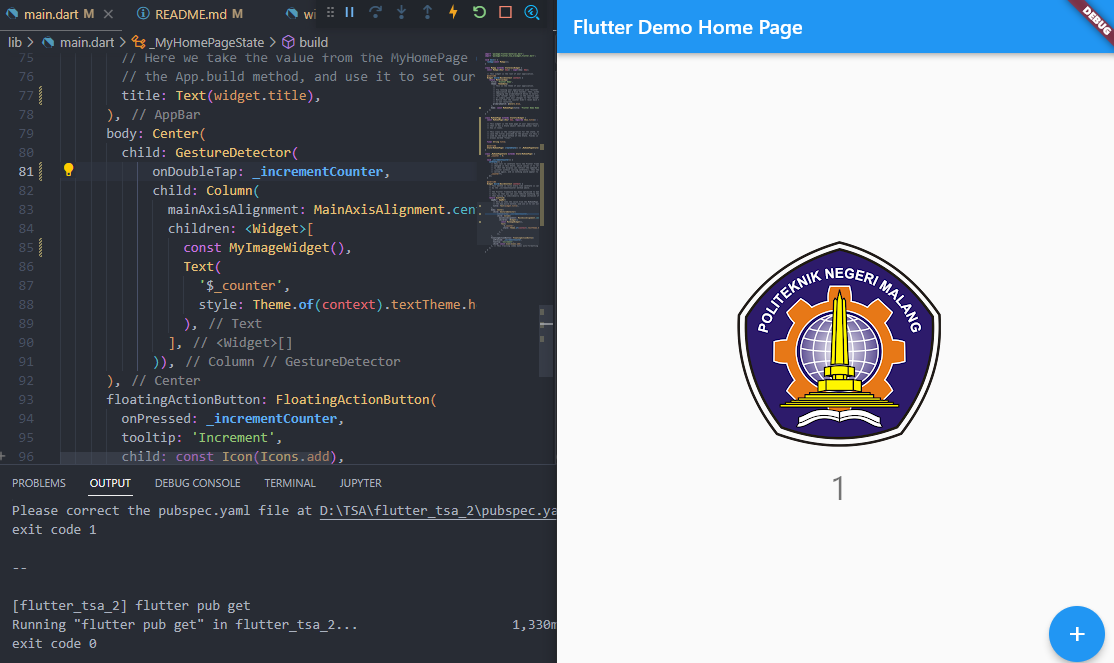 main.dart M
README.md M
wi
lib > main.dart > _MyHomePageState > build
75 // Here we take the value from the MyHomePage
76 // the App.build method, and use it to set our
77 title: Text(widget.title),
78 ), // AppBar
79 body: Center(
80 child: GestureDetector(
81 onDoubleTap: _incrementCounter,
82 child: Column(
83 mainAxisAlignment: MainAxisAlignment.cen
84 children: <Widget>[
85 const MyImageWidget(),
86 Text(
87 '$_counter',
88 style: Theme.of(context).textTheme.h
89 ), // Text
90 ], // <Widget>[]
91 )), // Column // GestureDetector
92 ), // Center
93 floatingActionButton: FloatingActionButton(
94 onPressed: _incrementCounter,
95 tooltip: 'Increment',
96 child: const Icon(Icons.add),
PROBLEMS OUTPUT DEBUG CONSOLE TERMINAL JUPYTER
Please correct the pubspec.yaml file at D:\TSA\flutter_tsa_2\pubspec.ya
exit code 1
--
[flutter_tsa_2] flutter pub get
Running "flutter pub get" in flutter_tsa_2... 1,330m
exit code 0
Flutter Demo Home Page
DEBUG
POLITEKNIK NEGERI MALANG
1
+